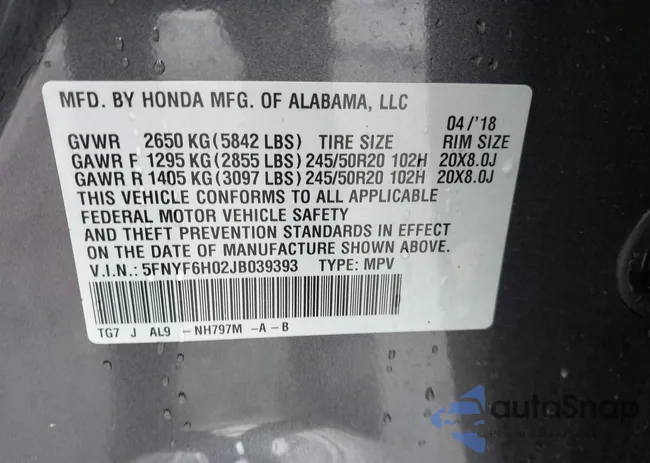 MFD. BY HONDA MFG. OF ALABAMA, LLC
04/'18
GVWR 2650 KG(5842 LBS) TIRE SIZE RIM SIZE
GAWR F 1295 KG(2855 LBS)245/50R20 102H 20X8.0J
GAWR R 1405 KG(3097 LBS)245/50R20 102H 20X8.0J
THIS VEHICLE CONFORMS TO ALL APPLICABLE
FEDERAL MOTOR VEHICLE SAFETY
AND THEFT PREVENTION STANDARDS IN EFFECT
ON THE DATE OF MANUFACTURE SHOWN ABOVE.
V.I.N.: 5FNYF6H02JB039393 TYPE: MPV
TG7 J AL9 - NH797M -A-B
autoSnap